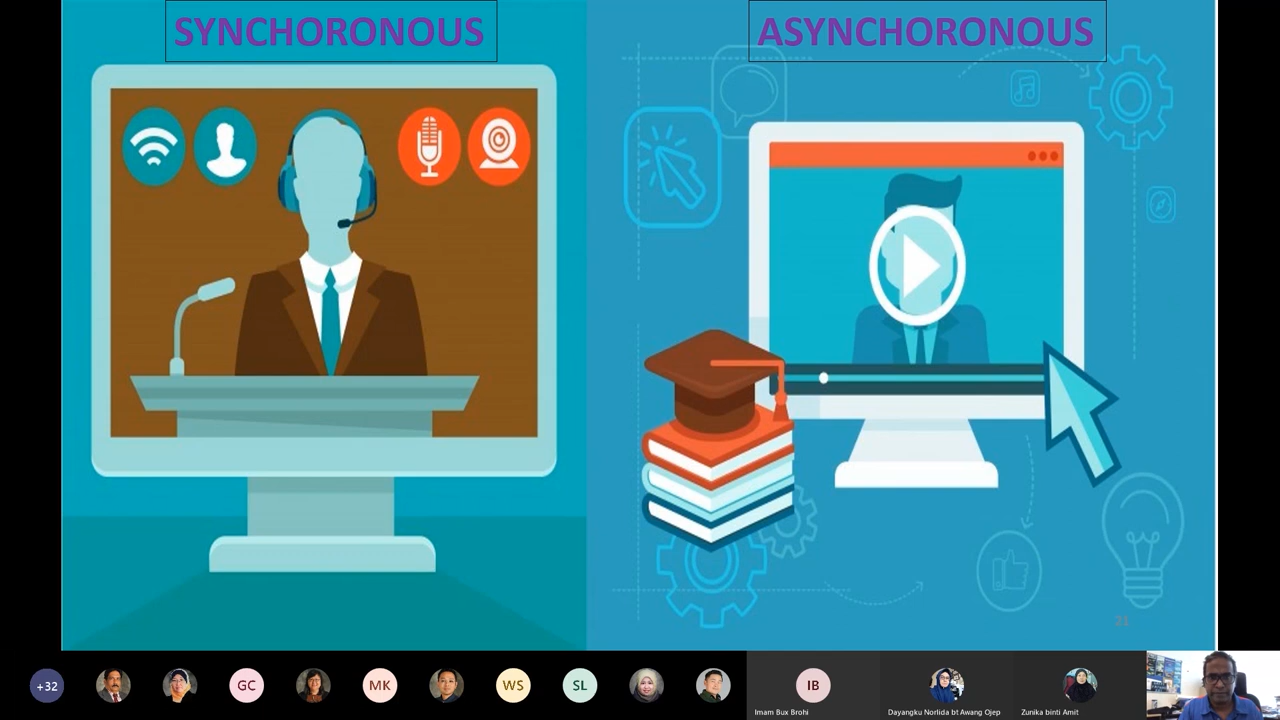 SYNCHORONOUS
ASYNCHORONOUS
23
+32
GC
MK
WS
SL
IB
Imam Bux Brohi
Dayangku Norlida bt Awang Ojep
Zunika binti Amit